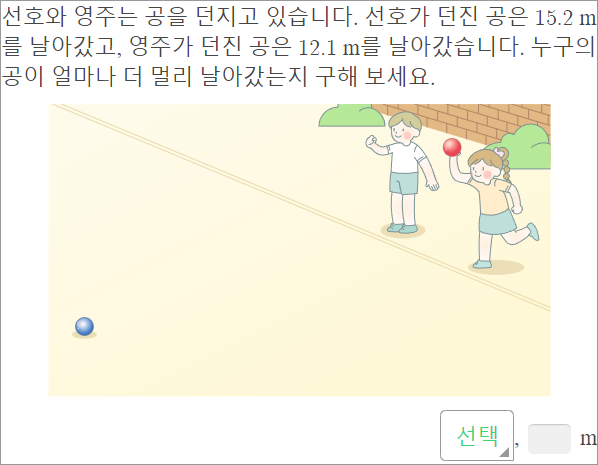 선호와 영주는 공을 던지고 있습니다. 선호가 던진 공은 15.2 m
를 날아갔고, 영주가 던진 공은 12.1 m를 날아갔습니다. 누구의
공이 얼마나 더 멀리 날아갔는지 구해 보세요.
선택, m